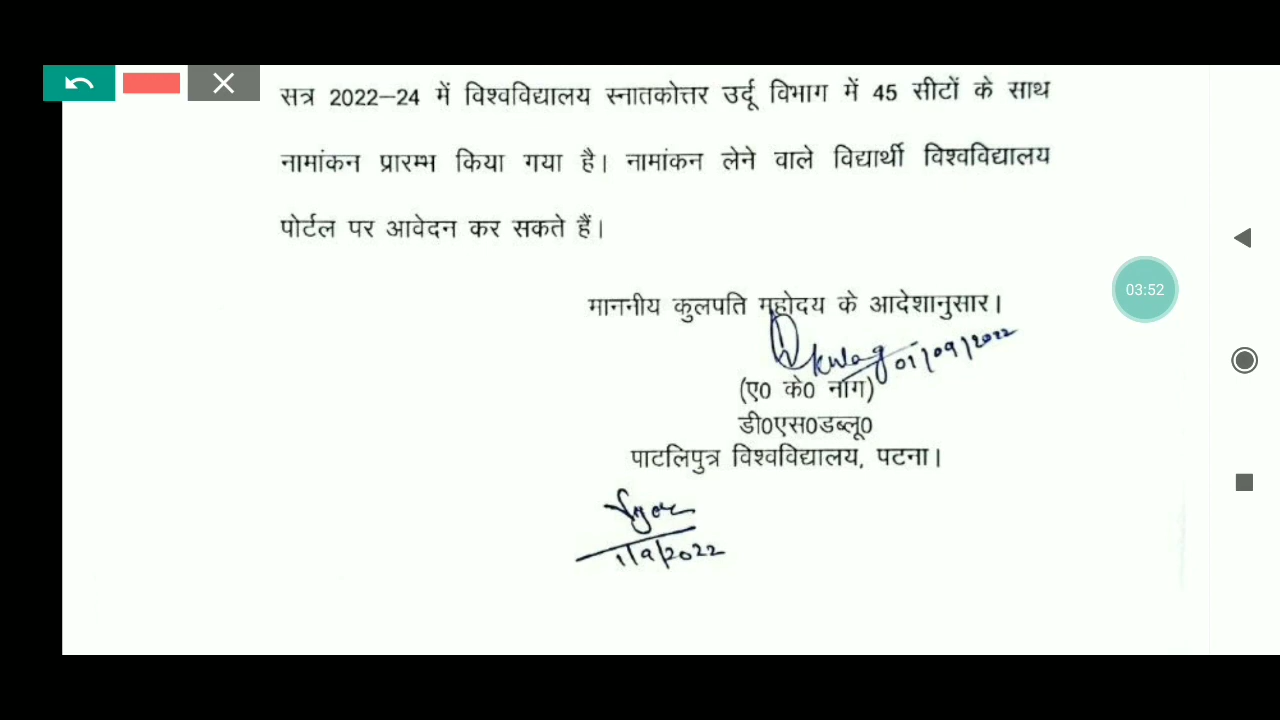 सत्र 2022–24 में विश्वविद्यालय स्नातकोत्तर उर्दू विभाग में 45 सीटों के साथ
नामांकन प्रारम्भ किया गया है। नामांकन लेने वाले विद्यार्थी विश्वविद्यालय
पोर्टल पर आवेदन कर सकते हैं।
03:52
माननीय कुलपति महोदय के आदेशानुसार।
01/09/2022
(ए0 के0 नाग)
डी0एस0डब्लू0
पाटलिपुत्र विश्वविद्यालय, पटना।
1/9/2022